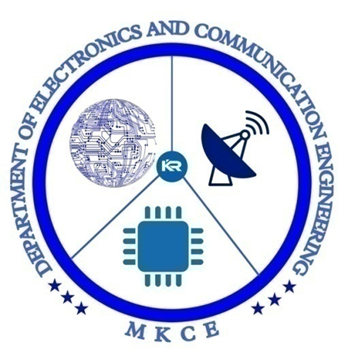 DEPARTMENT OF ELECTRONICS AND COMMUNICATION ENGINEERING
KR
MKCE